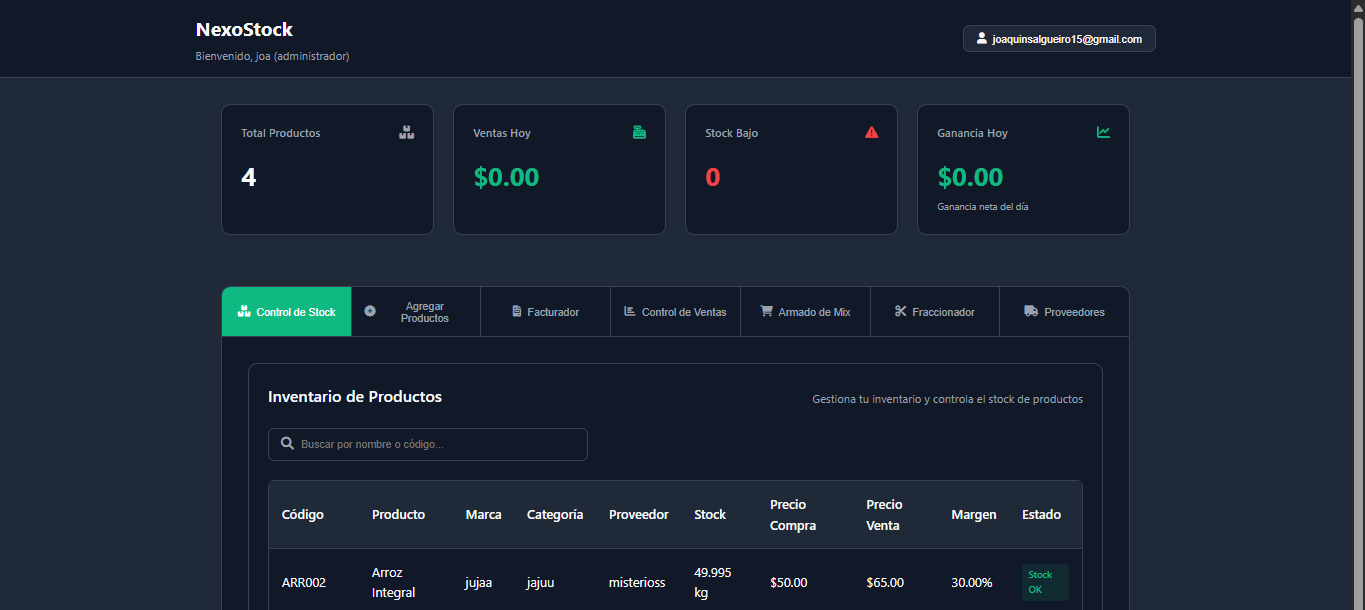 NexoStock
Bienvenido, joa (administrador)
joaquinsalgueiro15@gmail.com
Total Productos
4
Ventas Hoy
$0.00
Stock Bajo
0
Ganancia Hoy
$0.00
Ganancia neta del día
Control de Stock
Agregar
Productos
Facturador
Control de Ventas
Armado de Mix
Fraccionador
Proveedores
Inventario de Productos
Gestiona tu inventario y controla el stock de productos
Buscar por nombre o código...
Código Producto Marca Categoría Proveedor Stock Precio Compra Precio Venta Margen Estado
ARR002 Arroz Integral jujaa jajuu misterioss 49.995 kg $50.00 $65.00 30.00% Stock OK